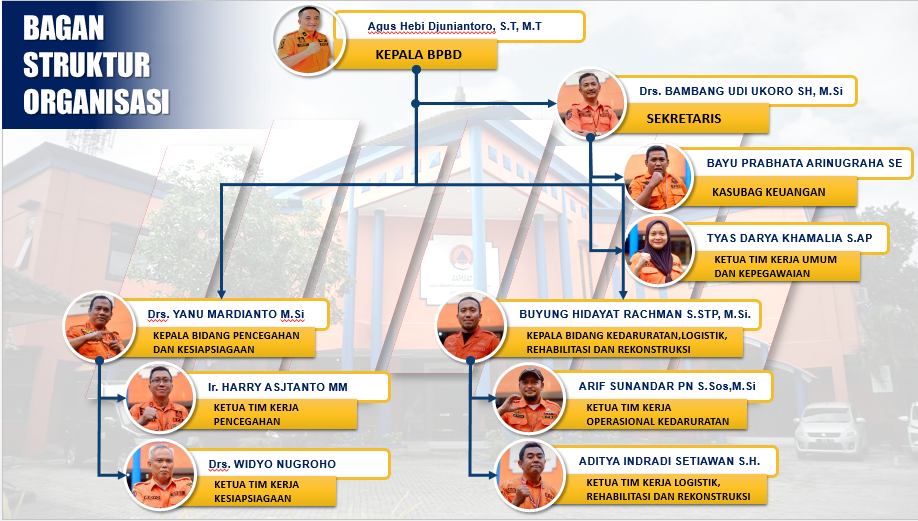 BAGAN
STRUKTUR
ORGANISASI
Agus Hebi Djuniantoro, S.T, M.T
KEPALA BPBD
Drs. BAMBANG UDI UKORO SH, M.Si
SEKRETARIS
BAYU PRABHATA ARINUGRAHA SE
KASUBAG KEUANGAN
TYAS DARYA KHAMALIA S.AP
KETUA TIM KERJA UMUM
DAN KEPEGAWAIAN
Drs. YANU MARDIANTO M.Si
KEPALA BIDANG PENCEGAHAN
DAN KESIAPSIAGAAN
Ir. HARRY ASJTANTO MM
KETUA TIM KERJA
PENCEGAHAN
Drs. WIDYO NUGROHO
KETUA TIM KERJA
KESIAPSIAGAAN
BUYUNG HIDAYAT RACHMAN S.STP, M.Si.
KEPALA BIDANG KEDARURATAN,LOGISTIK,
REHABILITASI DAN REKONSTRUKSI
ARIF SUNANDAR PN S.Sos,M.Si
KETUA TIM KERJA
OPERASIONAL KEDARURATAN
ADITYA INDRADI SETIAWAN S.H.
KETUA TIM KERJA LOGISTIK,
REHABILITASI DAN REKONSTRUKSI
BPBD